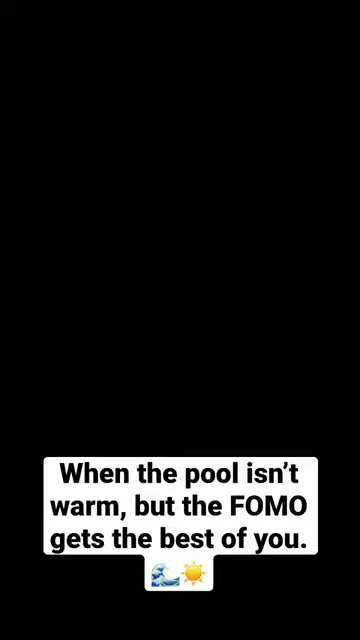 When the pool isn’t
warm, but the FOMO
gets the best of you.
🌊☀️